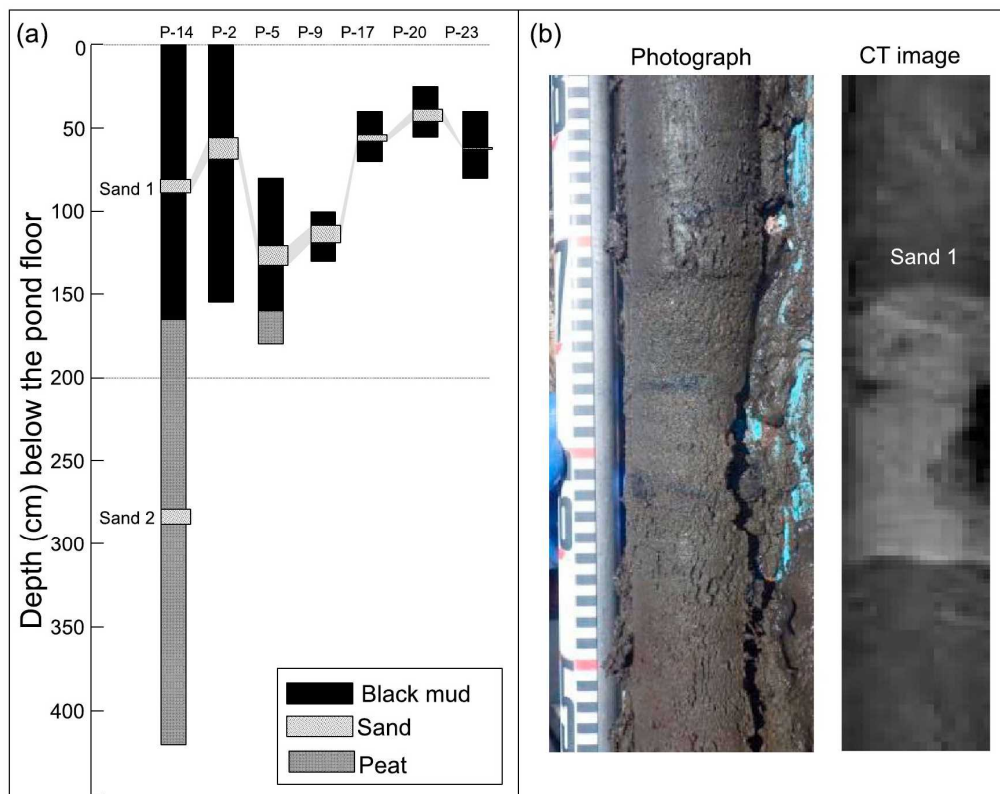 (a)
P-14 P-2 P-5 P-9 P-17 P-20 P-23
0
50
Sand 1
100
150
200
250
Sand 2
300
350
400
Depth (cm) below the pond floor
Black mud
Sand
Peat
(b)
Photograph
CT image
Sand 1